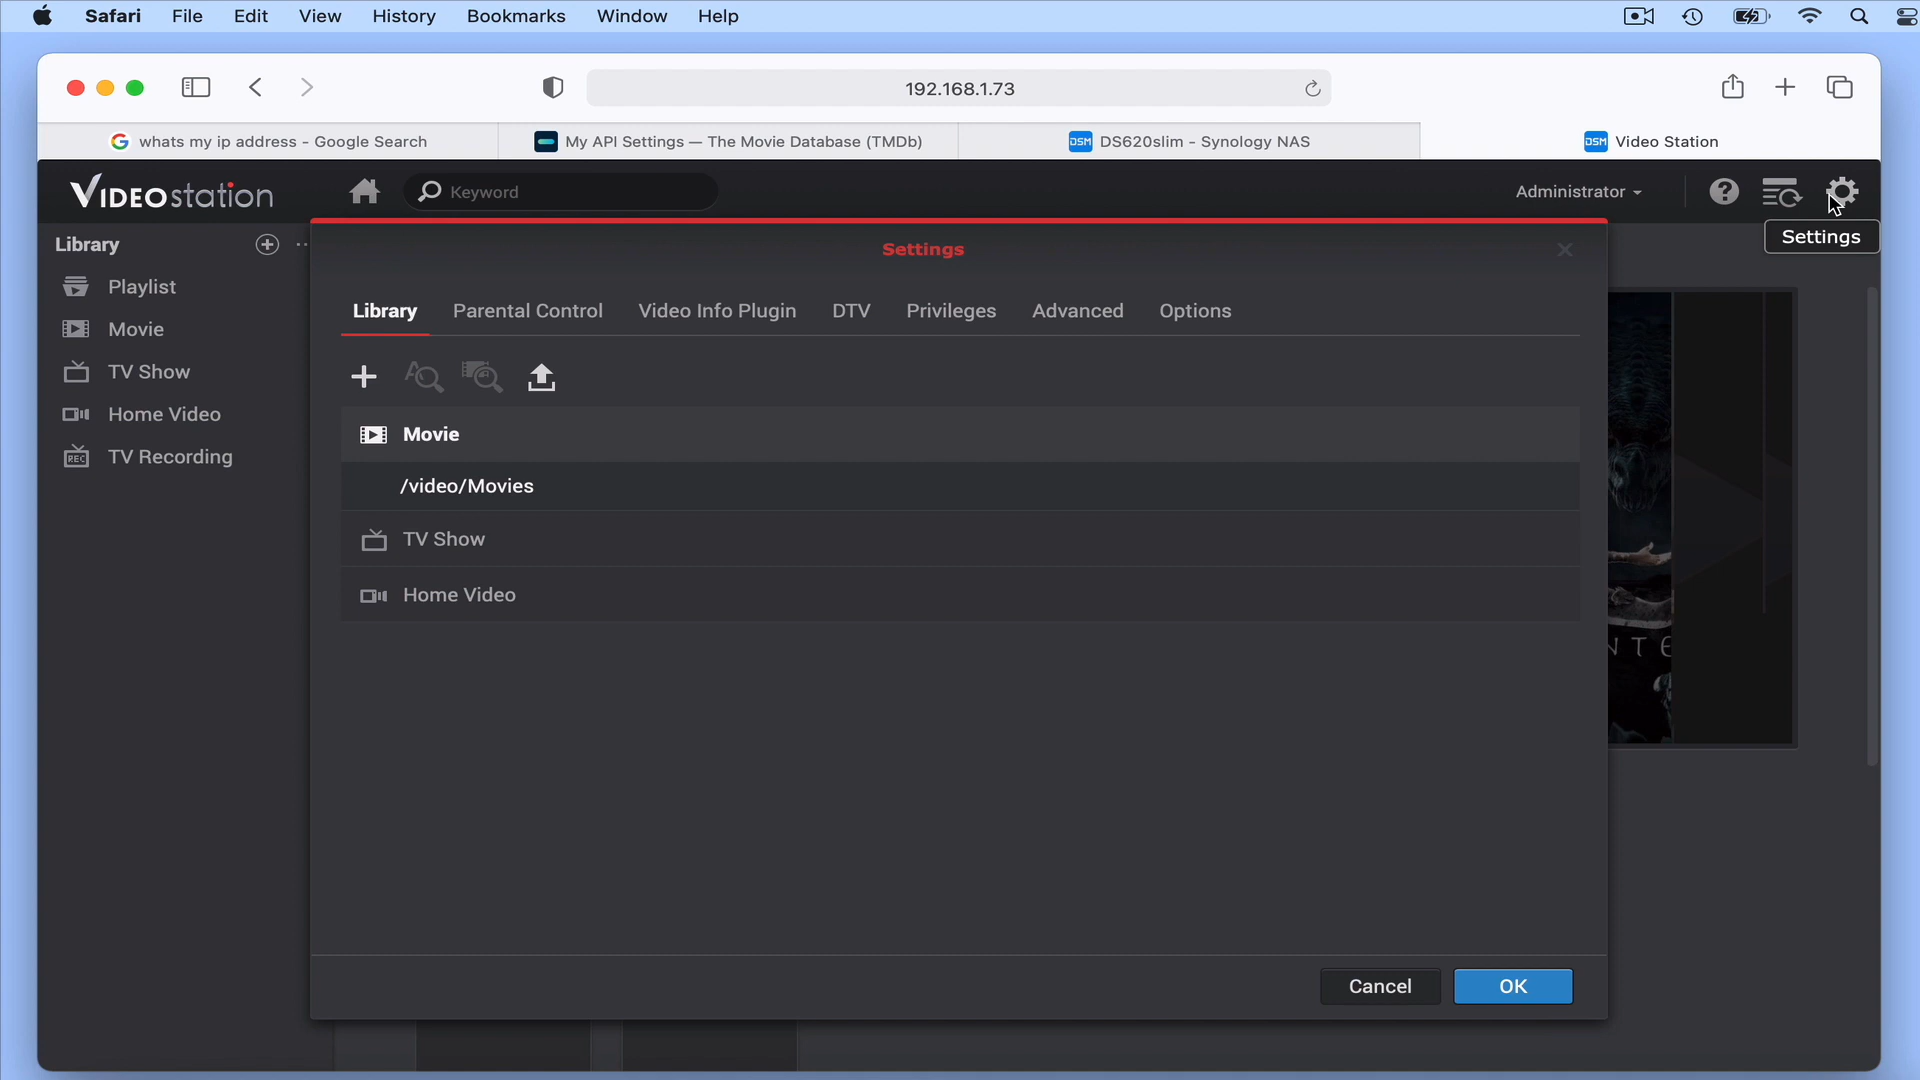 Safari File Edit View History Bookmarks Window Help
192.168.1.73
whats my ip address - Google Search
My API Settings — The Movie Database (TMDb)
DSM DS620slim - Synology NAS
DSM Video Station
VIDEOstation
Keyword
Administrator
?
Settings
Library
Playlist
Movie
TV Show
Home Video
REC TV Recording
Settings
Library Parental Control Video Info Plugin DTV Privileges Advanced Options
Movie
/video/Movies
TV Show
Home Video
Cancel OK